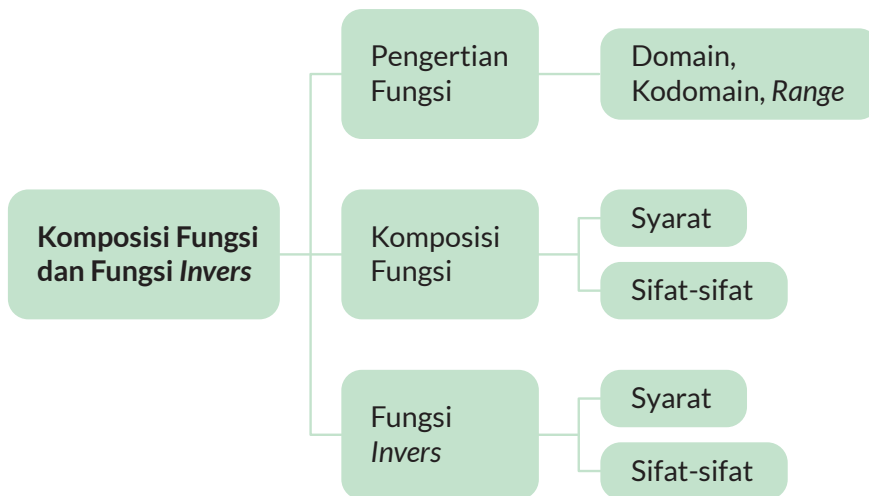 Komposisi Fungsi
dan Fungsi Invers
Pengertian
Fungsi
Domain,
Kodomain, Range
Komposisi
Fungsi
Syarat
Sifat-sifat
Fungsi
Invers
Syarat
Sifat-sifat